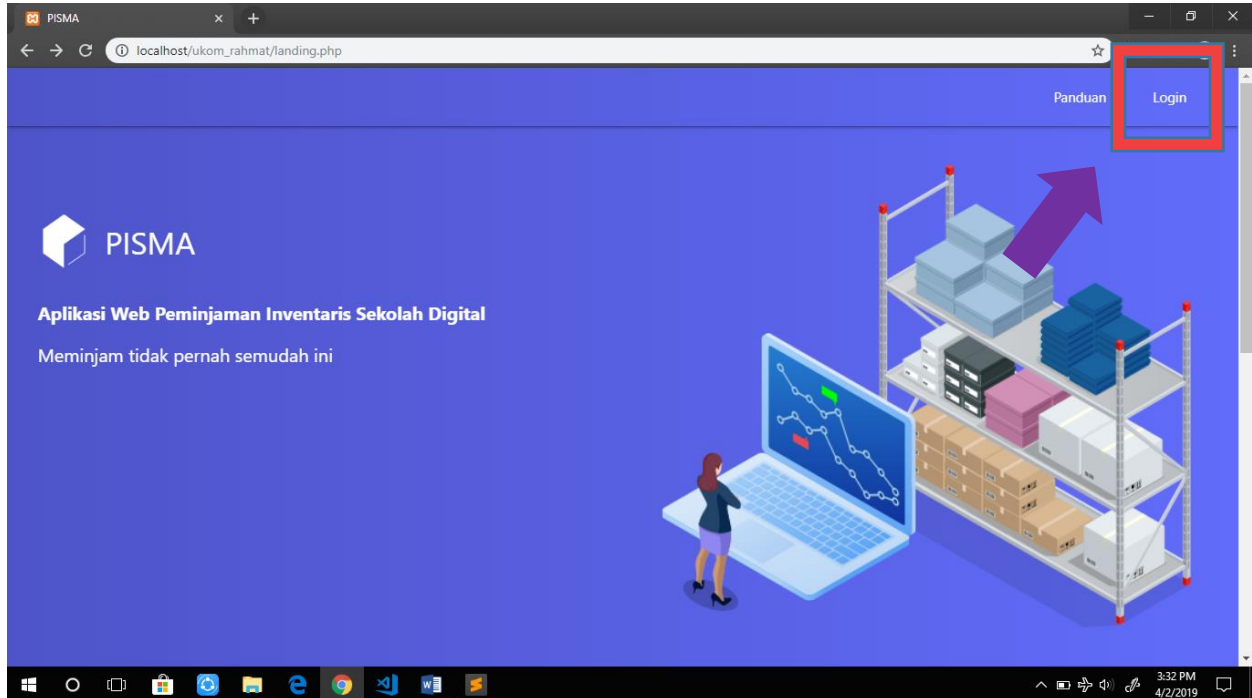 PISMA
localhost/ukom_rahmat/landing.php
Panduan
Login
PISMA
Aplikasi Web Peminjaman Inventaris Sekolah Digital
Meminjam tidak pernah semudah ini
3:32 PM
4/2/2019